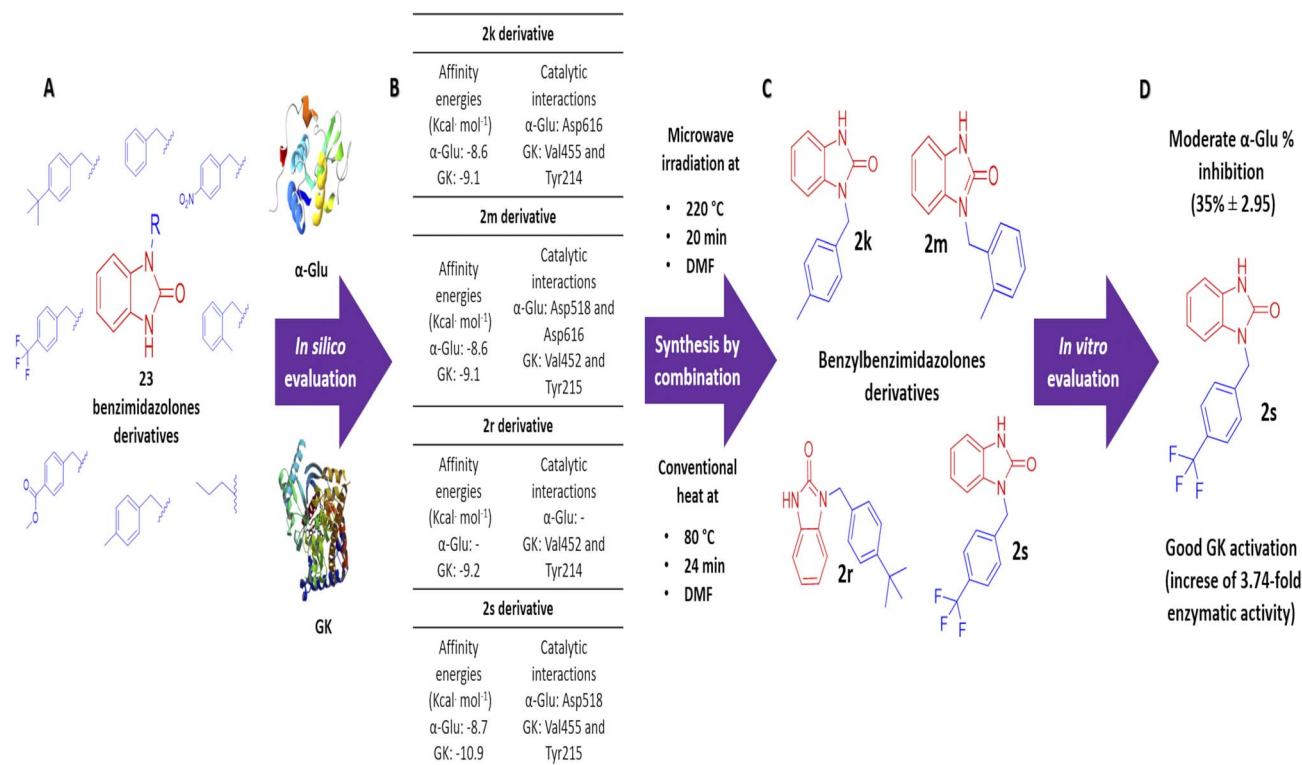 A
O₂N
R
N
O
N
H
F
F
F
O
O
23
benzimidazolones
derivatives
α-Glu
In silico
evaluation
GK
B
2k derivative
Affinity
energies
(Kcal· mol⁻¹)
α-Glu: -8.6
GK: -9.1
Catalytic
interactions
α-Glu: Asp616
GK: Val455 and
Tyr214
2m derivative
Affinity
energies
(Kcal· mol⁻¹)
α-Glu: -8.6
GK: -9.1
Catalytic
interactions
α-Glu: Asp518 and
Asp616
GK: Val452 and
Tyr215
2r derivative
Affinity
energies
(Kcal· mol⁻¹)
α-Glu: -
GK: -9.2
Catalytic
interactions
α-Glu: -
GK: Val452 and
Tyr214
2s derivative
Affinity
energies
(Kcal· mol⁻¹)
α-Glu: -8.7
GK: -10.9
Catalytic
interactions
α-Glu: Asp518
GK: Val455 and
Tyr215
Microwave
irradiation at
• 220 °C
• 20 min
• DMF
Synthesis by
combination
Conventional
heat at
• 80 °C
• 24 min
• DMF
C
H
N
O
N
2k
H
N
O
N
2m
Benzylbenzimidazolones
derivatives
O
HN
N
2r
H
N
O
N
F
F
F
2s
In vitro
evaluation
D
Moderate α-Glu %
inhibition
(35% ± 2.95)
H
N
O
N
2s
F
F
F
Good GK activation
(increse of 3.74-fold
enzymatic activity)